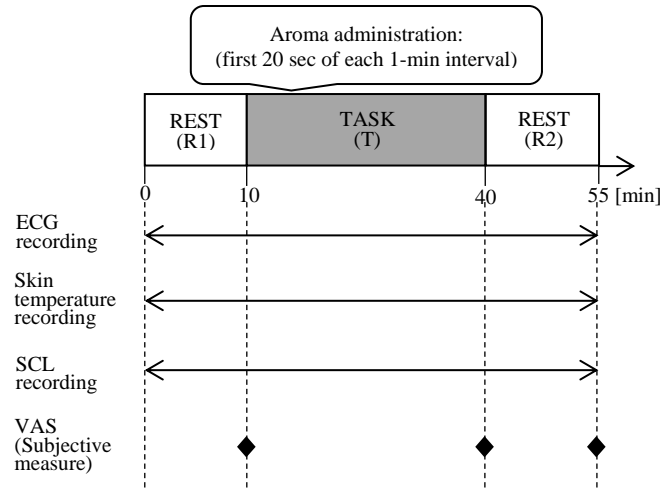 Aroma administration:
(first 20 sec of each 1-min interval)
REST
(R1)
TASK
(T)
REST
(R2)
0
10
40
55 [min]
ECG
recording
Skin
temperature
recording
SCL
recording
VAS
(Subjective
measure)